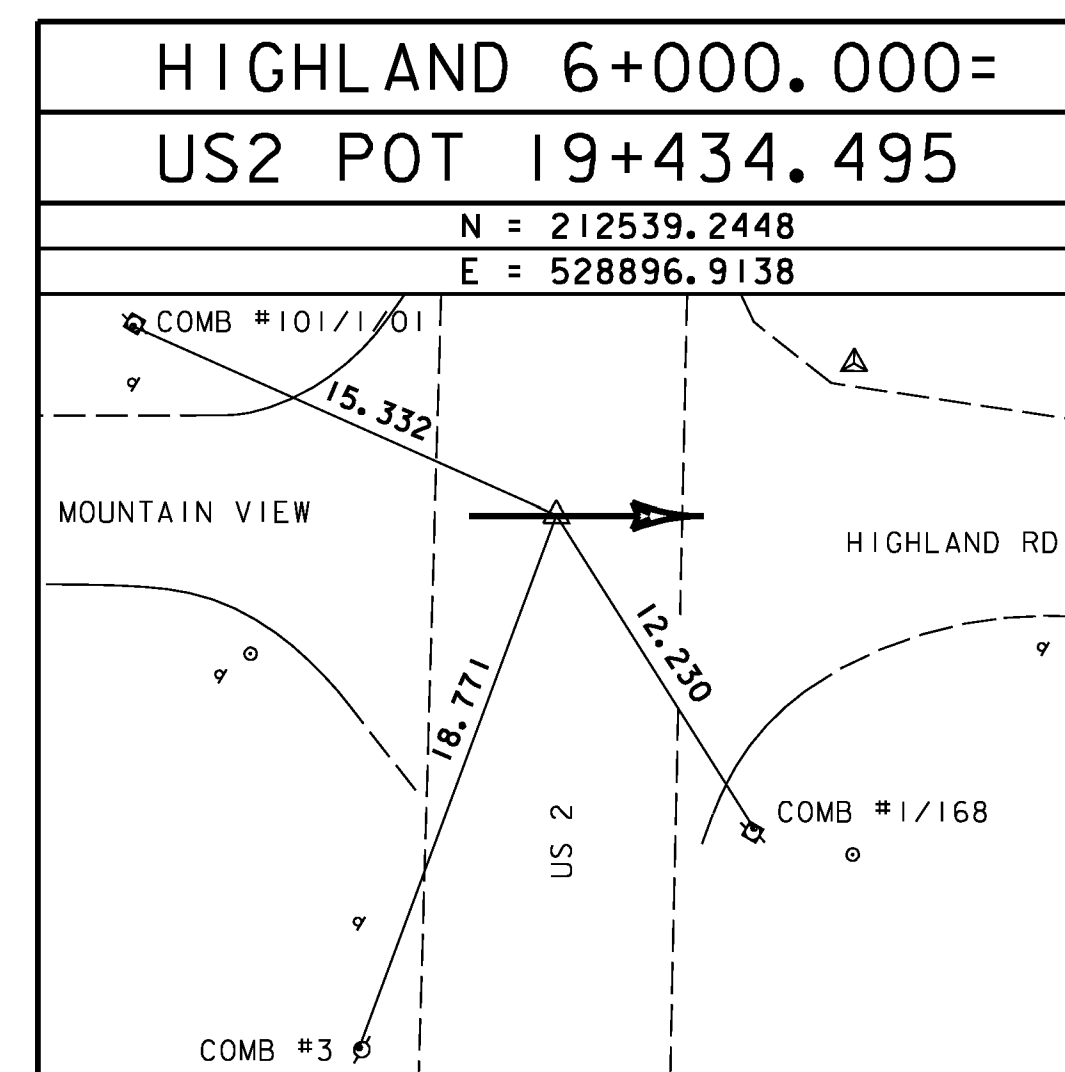 HIGHLAND 6+000.000=
US2 POT 19+434.495
N = 212539.2448
E = 528896.9138
COMB #101/1/01
15.332
MOUNTAIN VIEW
HIGHLAND RD
12.230
18.771
COMB #1/168
US 2
COMB #3